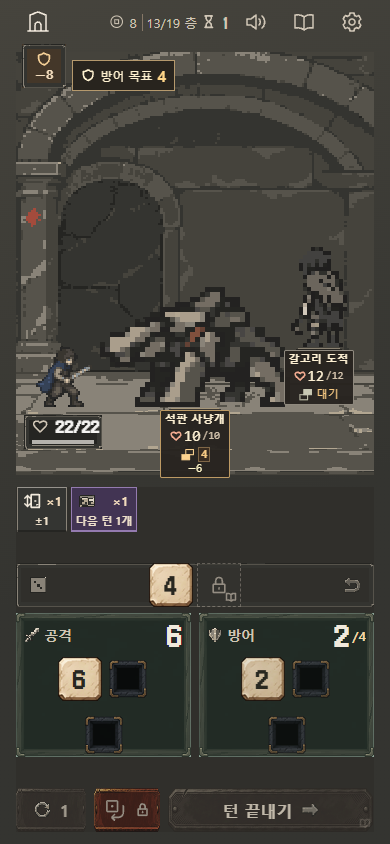 8 13/19 층 1
−8
방어 목표 4
갈고리 도적
12/12
대기
22/22
석판 사냥개
10/10
4
−6
×1
±1
×1
다음 턴 1개
4
공격 6
방어 2/4
6
2
1
턴 끝내기